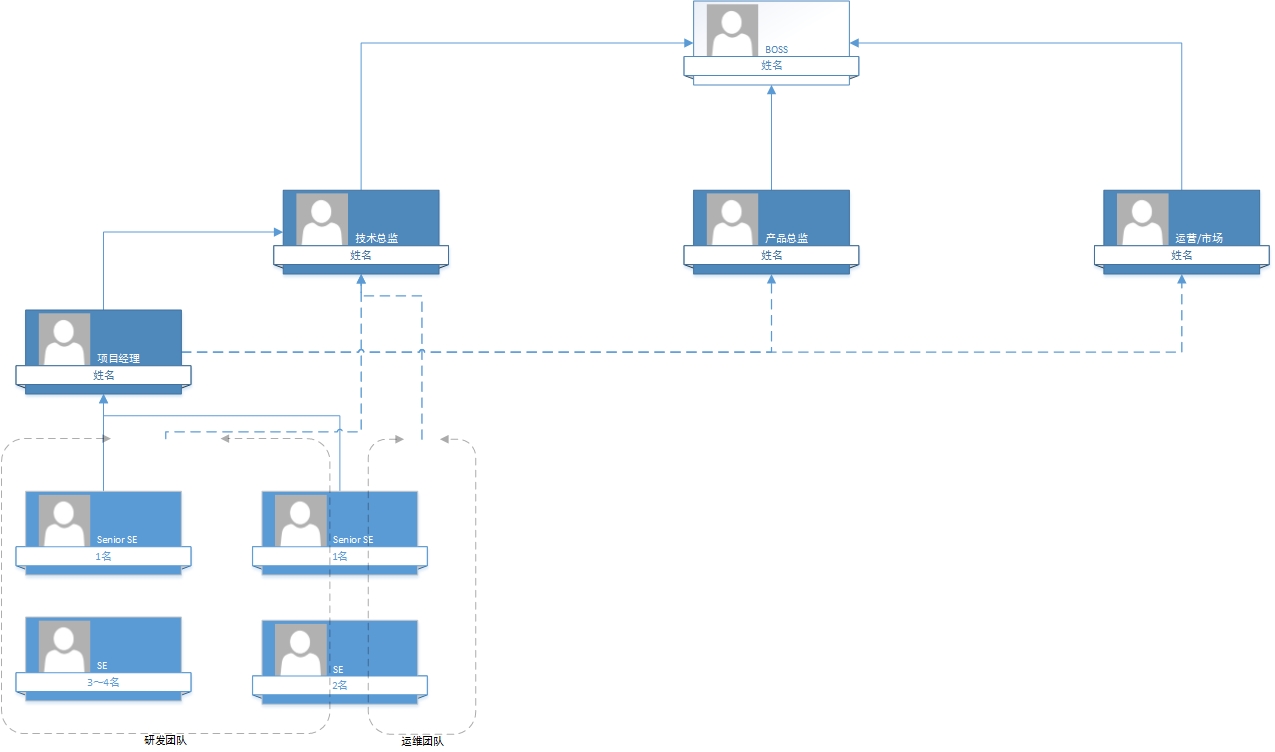 BOSS
姓名
技术总监
姓名
产品总监
姓名
运营/市场
姓名
项目经理
姓名
Senior SE
1名
Senior SE
1名
SE
3～4名
SE
2名
研发团队
运维团队